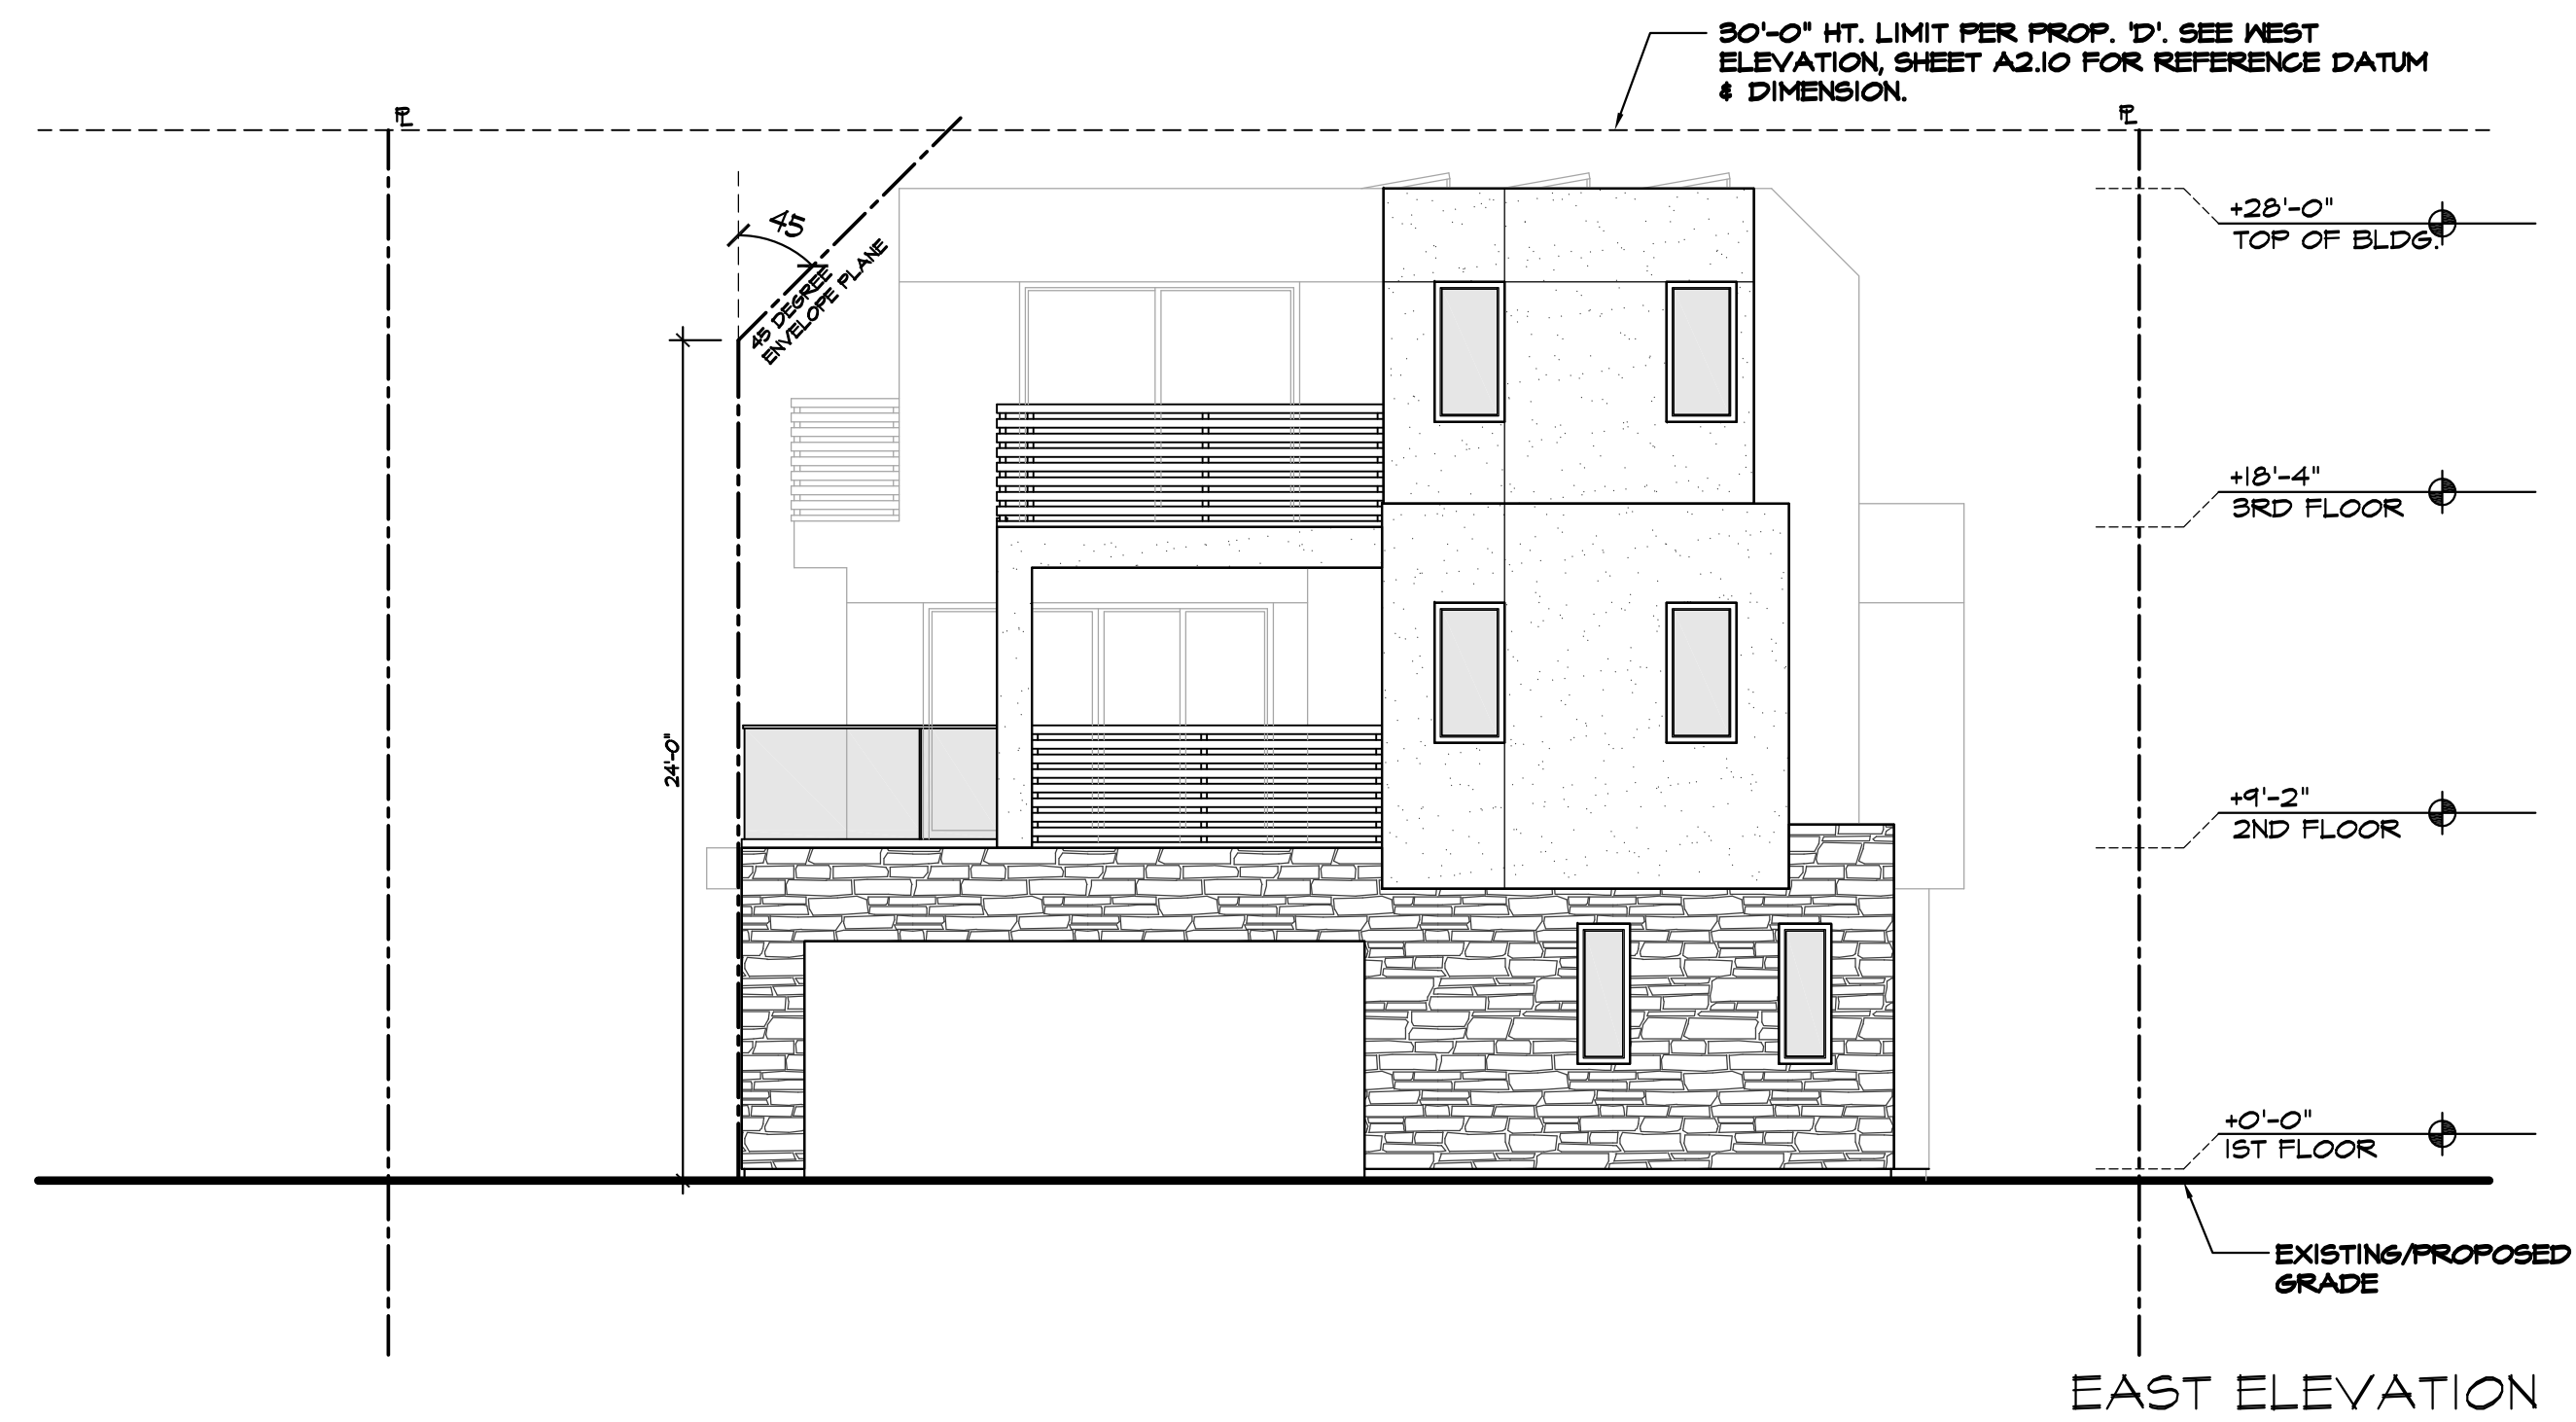 30'-0" HT. LIMIT PER PROP. 'D'. SEE WEST
ELEVATION, SHEET A2.10 FOR REFERENCE DATUM
& DIMENSION.
PL
PL
45
45 DEGREE
ENVELOPE PLANE
+28'-0"
TOP OF BLDG.
+18'-4"
3RD FLOOR
24'-0"
+9'-2"
2ND FLOOR
+0'-0"
1ST FLOOR
EXISTING/PROPOSED
GRADE
EAST ELEVATION